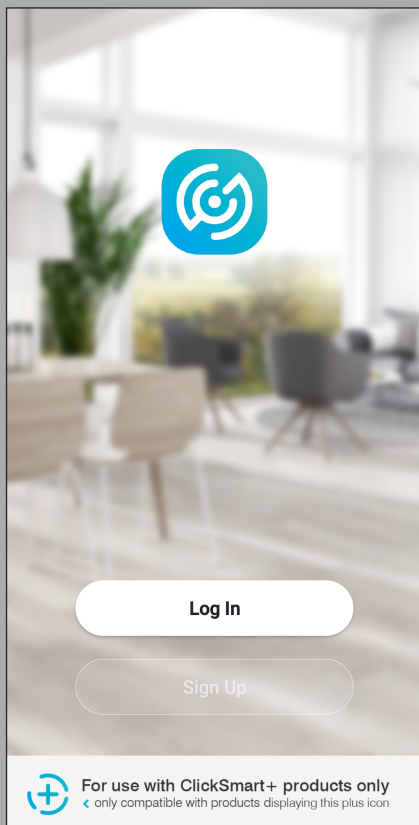 Log In
Sign Up
For use with ClickSmart+ products only
only compatible with products displaying this plus icon